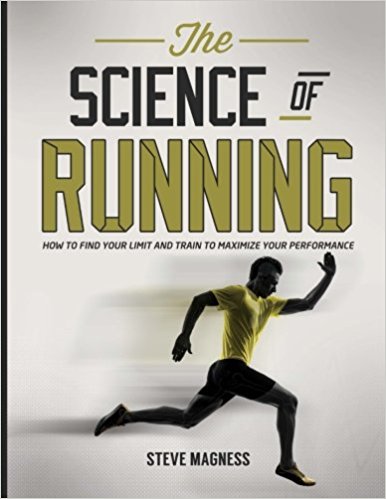 The
SCIENCE OF
RUNNING
HOW TO FIND YOUR LIMIT AND TRAIN TO MAXIMIZE YOUR PERFORMANCE
STEVE MAGNESS